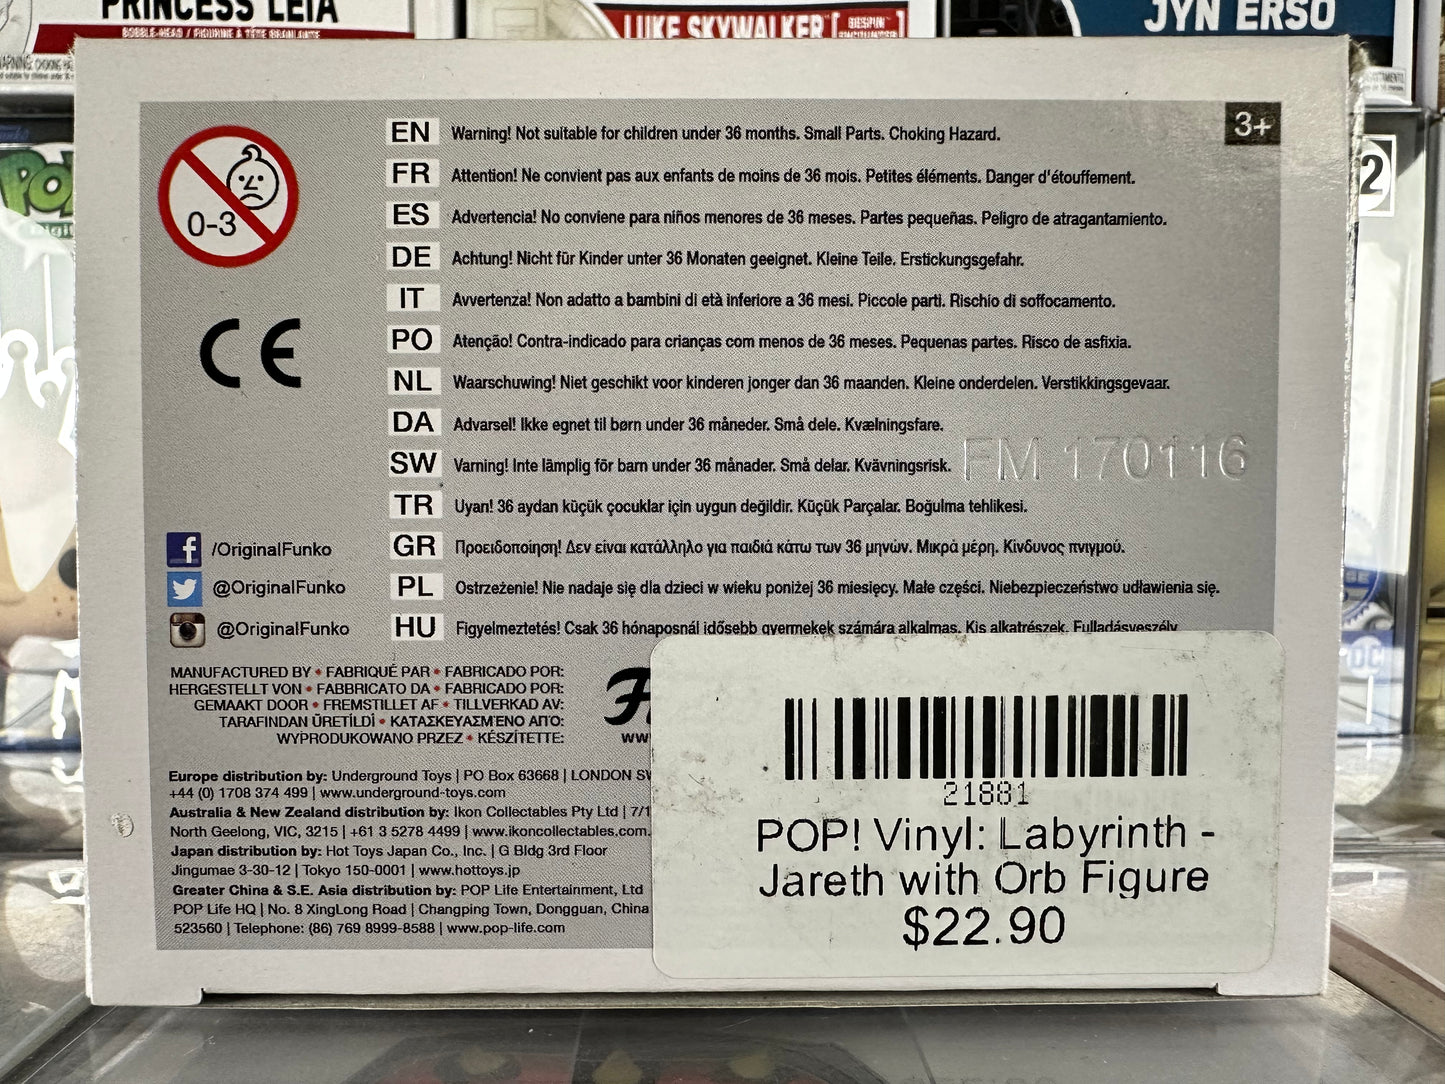 PRINCESS LEIA
BOBBLE-HEAD / FIGURINE À TÊTE BRANLANTE
LUKE SKYWALKER
BESPIN
ENCOUNTER
JYN ERSO
3+
0-3
CE
EN Warning! Not suitable for children under 36 months. Small Parts. Choking Hazard.
FR Attention! Ne convient pas aux enfants de moins de 36 mois. Petites éléments. Danger d'étouffement.
ES Advertencia! No conviene para niños menores de 36 meses. Partes pequeñas. Peligro de atragantamiento.
DE Achtung! Nicht für Kinder unter 36 Monaten geeignet. Kleine Teile. Erstickungsgefahr.
IT Avvertenza! Non adatto a bambini di età inferiore a 36 mesi. Piccole parti. Rischio di soffocamento.
PO Atenção! Contra-indicado para crianças com menos de 36 meses. Pequenas partes. Risco de asfixia.
NL Waarschuwing! Niet geschikt voor kinderen jonger dan 36 maanden. Kleine onderdelen. Verstikkingsgevaar.
DA Advarsel! Ikke egnet til børn under 36 måneder. Små dele. Kvælningsfare.
SW Varning! Inte lämplig för barn under 36 månader. Små delar. Kvävningsrisk.
FM 170116
TR Uyarı! 36 aydan küçük çocuklar için uygun değildir. Küçük Parçalar. Boğulma tehlikesi.
GR Προειδοποίηση! Δεν είναι κατάλληλο για παιδιά κάτω των 36 μηνών. Μικρά μέρη. Κίνδυνος πνιγμού.
PL Ostrzeżenie! Nie nadaje się dla dzieci w wieku poniżej 36 miesięcy. Małe części. Niebezpieczeństwo udławienia się.
HU Figyelmeztetés! Csak 36 hónaposnál idősebb gyermekek számára alkalmas. Kis alkatrészek. Fulladásveszély
/OriginalFunko
@OriginalFunko
@OriginalFunko
MANUFACTURED BY • FABRIQUÉ PAR • FABRICADO POR:
HERGESTELLT VON • FABBRICATO DA • FABRICADO POR:
GEMAAKT DOOR • FREMSTILLET AF • TILLVERKAD AV:
TARAFINDAN ÜRETİLDİ • ΚΑΤΑΣΚΕΥΑΣΜΕΝΟ ΑΠΌ:
WYPRODUKOWANO PRZEZ • KÉSZÍTETTE:
Europe distribution by: Underground Toys | PO Box 63668 | LONDON SW
+44 (0) 1708 374 499 | www.underground-toys.com
Australia & New Zealand distribution by: Ikon Collectables Pty Ltd | 7/1
North Geelong, VIC, 3215 | +61 3 5278 4499 | www.ikoncollectables.com.
Japan distribution by: Hot Toys Japan Co., Inc. | G Bldg 3rd Floor
Jingumae 3-30-12 | Tokyo 150-0001 | www.hottoys.jp
Greater China & S.E. Asia distribution by: POP Life Entertainment, Ltd
POP Life HQ | No. 8 XingLong Road | Changping Town, Dongguan, China
523560 | Telephone: (86) 769 8999-8588 | www.pop-life.com
21881
POP! Vinyl: Labyrinth -
Jareth with Orb Figure
$22.90